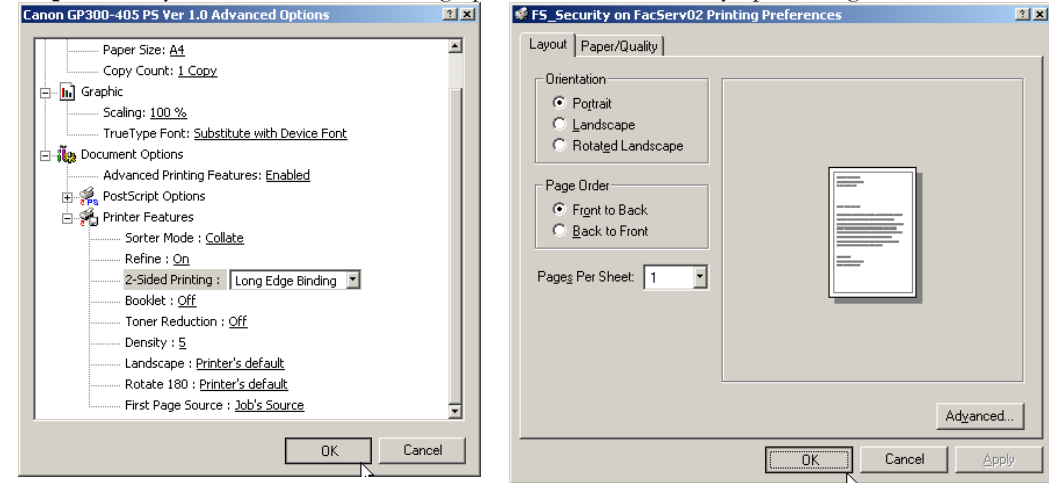 Canon GP300-405 PS Ver 1.0 Advanced Options
Paper Size: A4
Copy Count: 1 Copy
Graphic
Scaling: 100 %
TrueType Font: Substitute with Device Font
Document Options
Advanced Printing Features: Enabled
PostScript Options
Printer Features
Sorter Mode : Collate
Refine : On
2-Sided Printing : Long Edge Binding
Booklet : Off
Toner Reduction : Off
Density : 5
Landscape : Printer's default
Rotate 180 : Printer's default
First Page Source : Job's Source
OK Cancel
FS_Security on FacServ02 Printing Preferences
Layout Paper/Quality
Orientation
Portrait
Landscape
Rotated Landscape
Page Order
Front to Back
Back to Front
Pages Per Sheet: 1
Advanced...
OK Cancel Apply